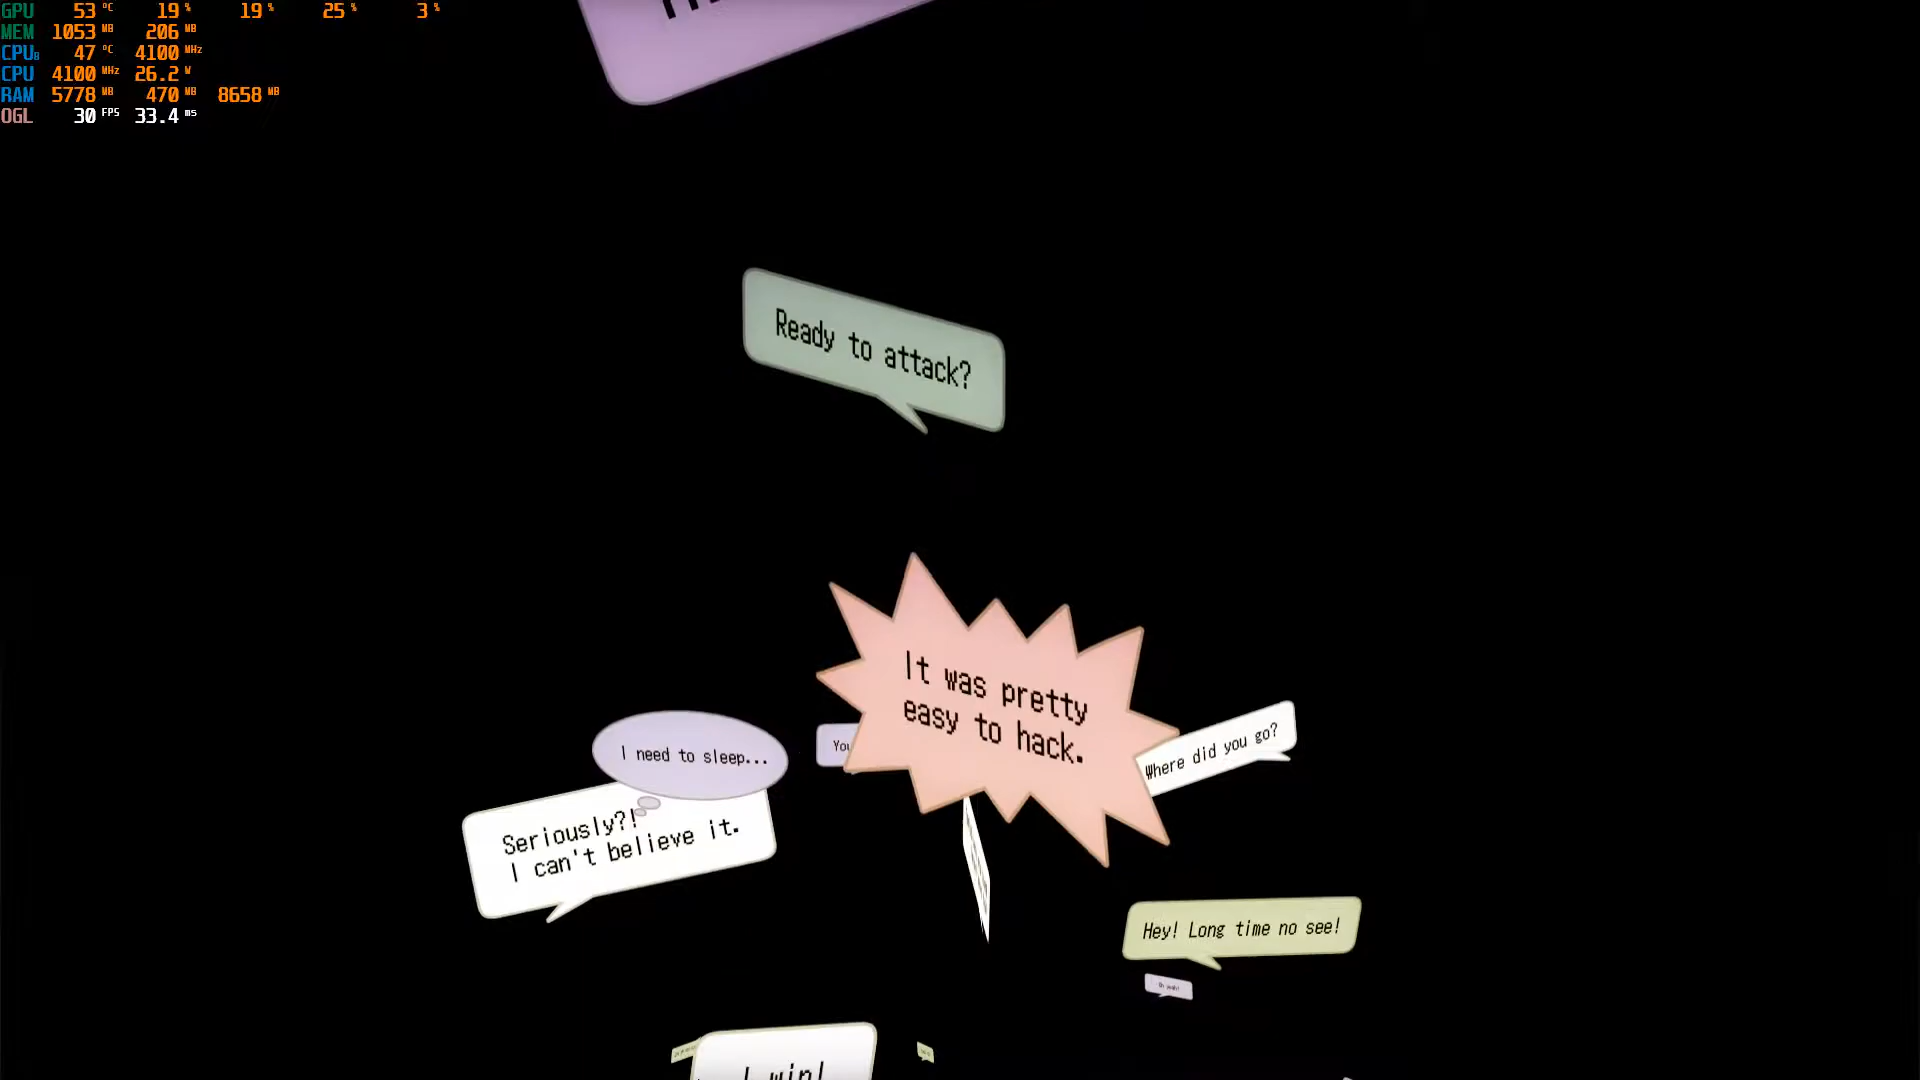 GPU 53 °C 19 % 19 % 25 % 3 %
MEM 1053 MB 206 MB
CPU 47 °C 4100 MHz
CPU 4100 MHz 26.2 W
RAM 5778 MB 470 MB 8658 MB
OGL 30 FPS 33.4 ms
Ready to attack?
It was pretty
easy to hack.
I need to sleep...
You
Where did you go?
Seriously?!
I can't believe it.
Hey! Long time no see!
I win!